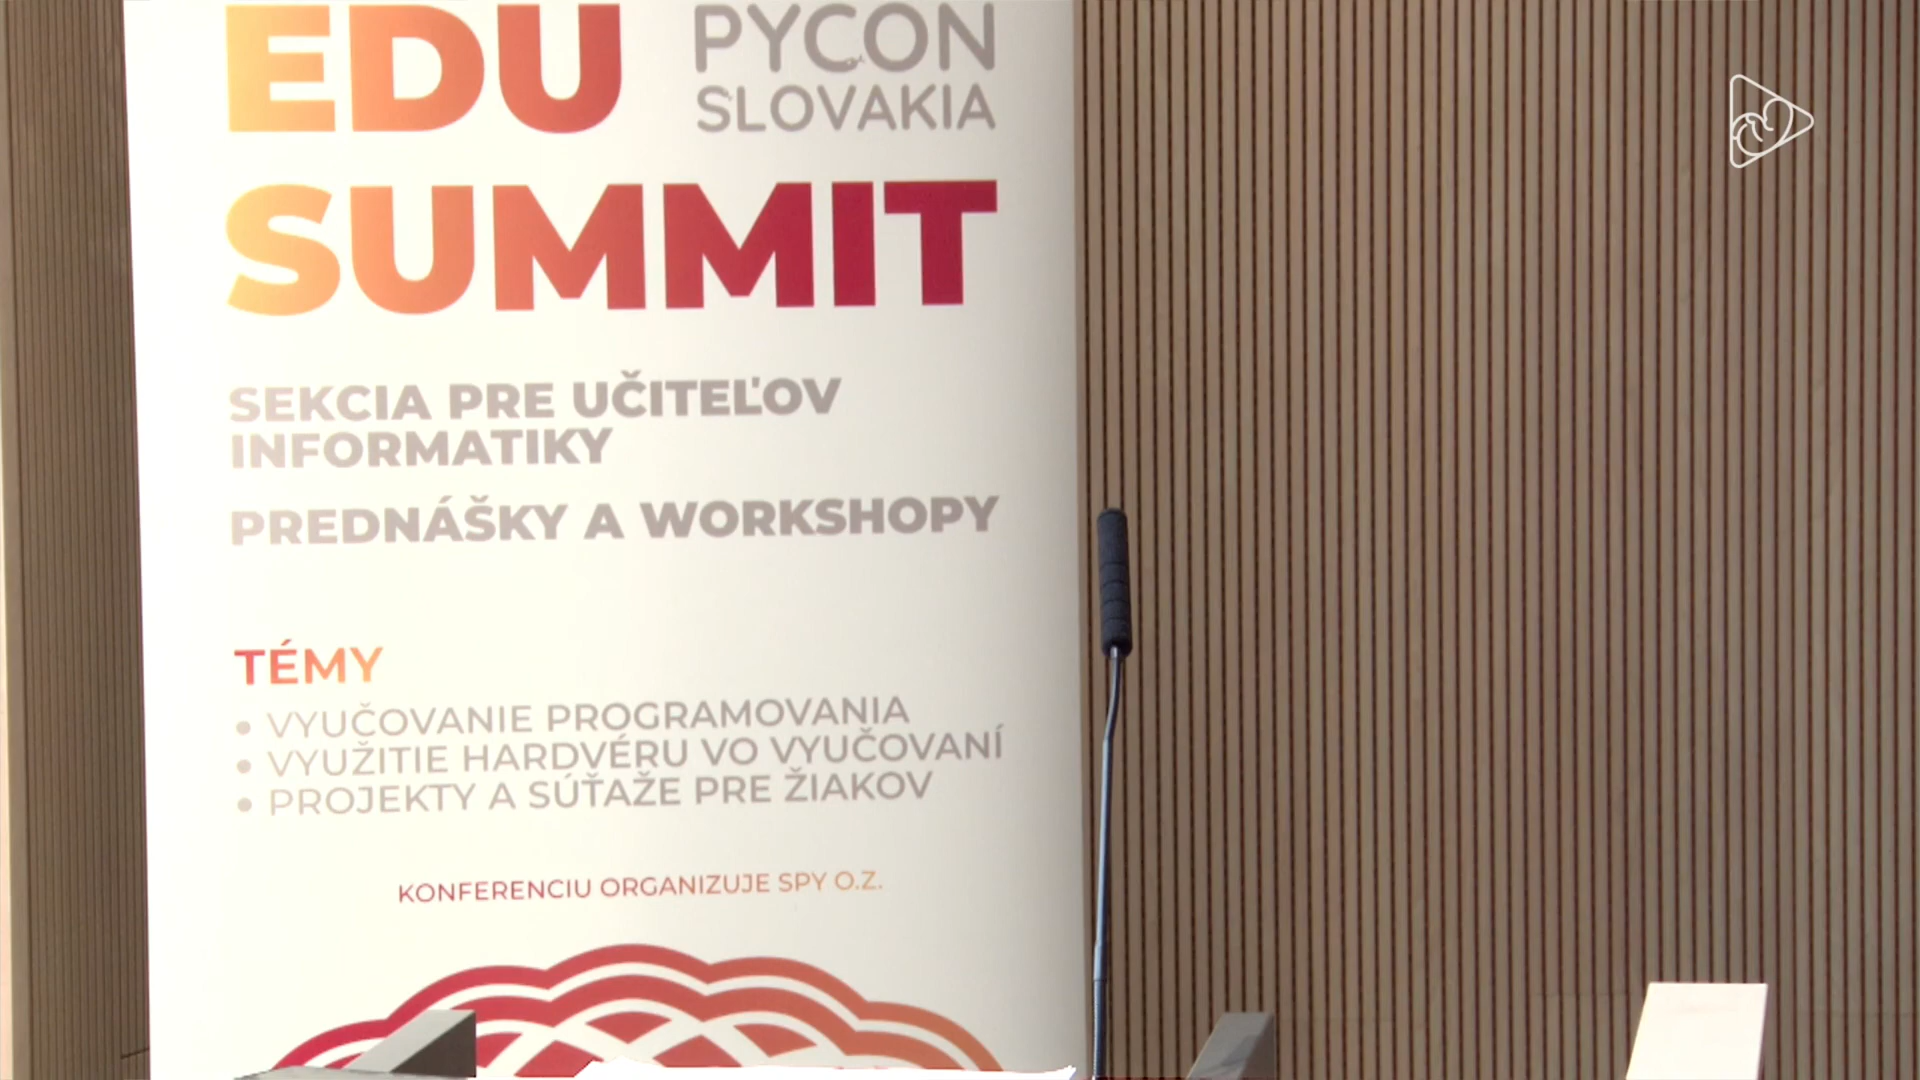 EDU
PYCON
SLOVAKIA
SUMMIT
SEKCIA PRE UČITEĽOV
INFORMATIKY
PREDNÁŠKY A WORKSHOPY
TÉMY
• VYUČOVANIE PROGRAMOVANIA
• VYUŽITIE HARDVÉRU VO VYUČOVANÍ
• PROJEKTY A SÚŤAŽE PRE ŽIAKOV
KONFERENCIU ORGANIZUJE SPY O.Z.